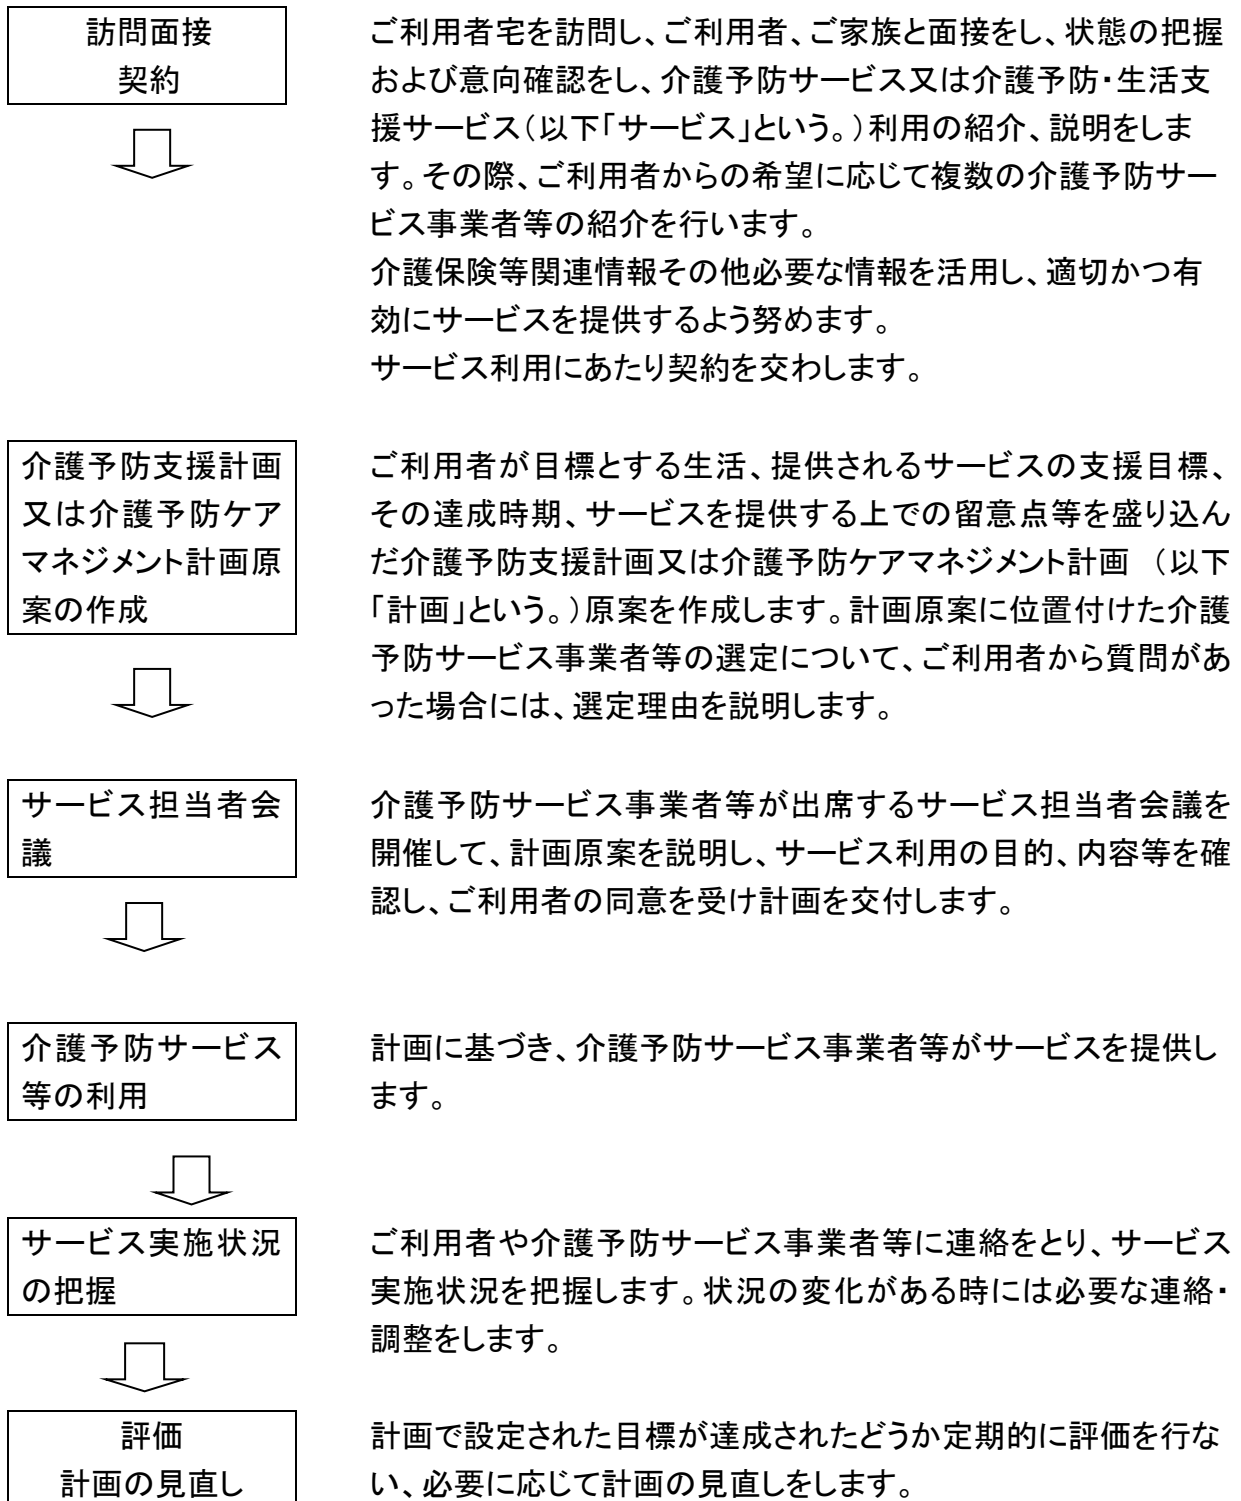 訪問面接
契約
ご利用者宅を訪問し、ご利用者、ご家族と面接をし、状態の把握
および意向確認をし、介護予防サービス又は介護予防・生活支
援サービス（以下「サービス」という。）利用の紹介、説明をしま
す。その際、ご利用者からの希望に応じて複数の介護予防サー
ビス事業者等の紹介を行います。
介護保険等関連情報その他必要な情報を活用し、適切かつ有
効にサービスを提供するよう努めます。
サービス利用にあたり契約を交わします。
介護予防支援計画
又は介護予防ケア
マネジメント計画原
案の作成
ご利用者が目標とする生活、提供されるサービスの支援目標、
その達成時期、サービスを提供する上での留意点等を盛り込ん
だ介護予防支援計画又は介護予防ケアマネジメント計画　（以下
「計画」という。）原案を作成します。計画原案に位置付けた介護
予防サービス事業者等の選定について、ご利用者から質問があ
った場合には、選定理由を説明します。
サービス担当者会
議
介護予防サービス事業者等が出席するサービス担当者会議を
開催して、計画原案を説明し、サービス利用の目的、内容等を確
認し、ご利用者の同意を受け計画を交付します。
介護予防サービス
等の利用
計画に基づき、介護予防サービス事業者等がサービスを提供し
ます。
サービス実施状況
の把握
ご利用者や介護予防サービス事業者等に連絡をとり、サービス
実施状況を把握します。状況の変化がある時には必要な連絡・
調整をします。
評価
計画の見直し
計画で設定された目標が達成されたどうか定期的に評価を行な
い、必要に応じて計画の見直しをします。